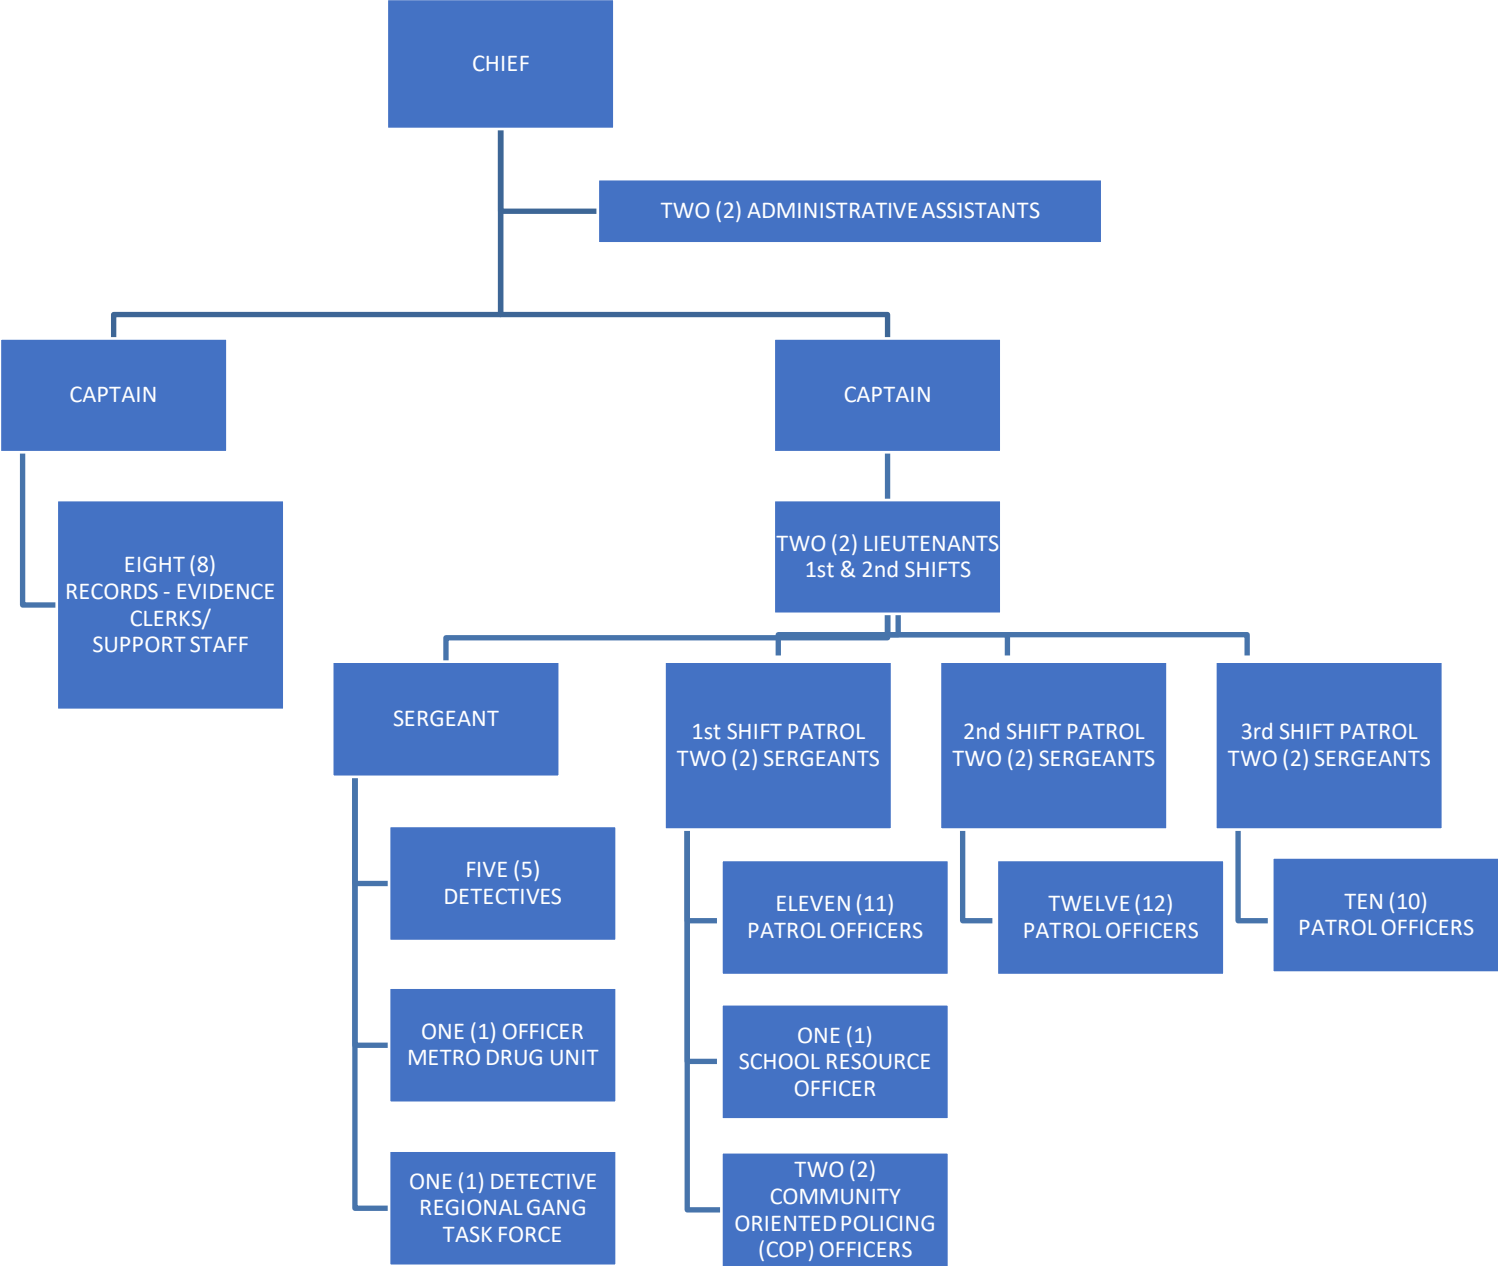 CHIEF
TWO (2) ADMINISTRATIVE ASSISTANTS
CAPTAIN
CAPTAIN
EIGHT (8)
RECORDS - EVIDENCE
CLERKS/
SUPPORT STAFF
TWO (2) LIEUTENANTS
1st & 2nd SHIFTS
SERGEANT
1st SHIFT PATROL
TWO (2) SERGEANTS
2nd SHIFT PATROL
TWO (2) SERGEANTS
3rd SHIFT PATROL
TWO (2) SERGEANTS
FIVE (5)
DETECTIVES
ELEVEN (11)
PATROL OFFICERS
TWELVE (12)
PATROL OFFICERS
TEN (10)
PATROL OFFICERS
ONE (1) OFFICER
METRO DRUG UNIT
ONE (1)
SCHOOL RESOURCE
OFFICER
ONE (1) DETECTIVE
REGIONAL GANG
TASK FORCE
TWO (2)
COMMUNITY
ORIENTED POLICING
(COP) OFFICERS